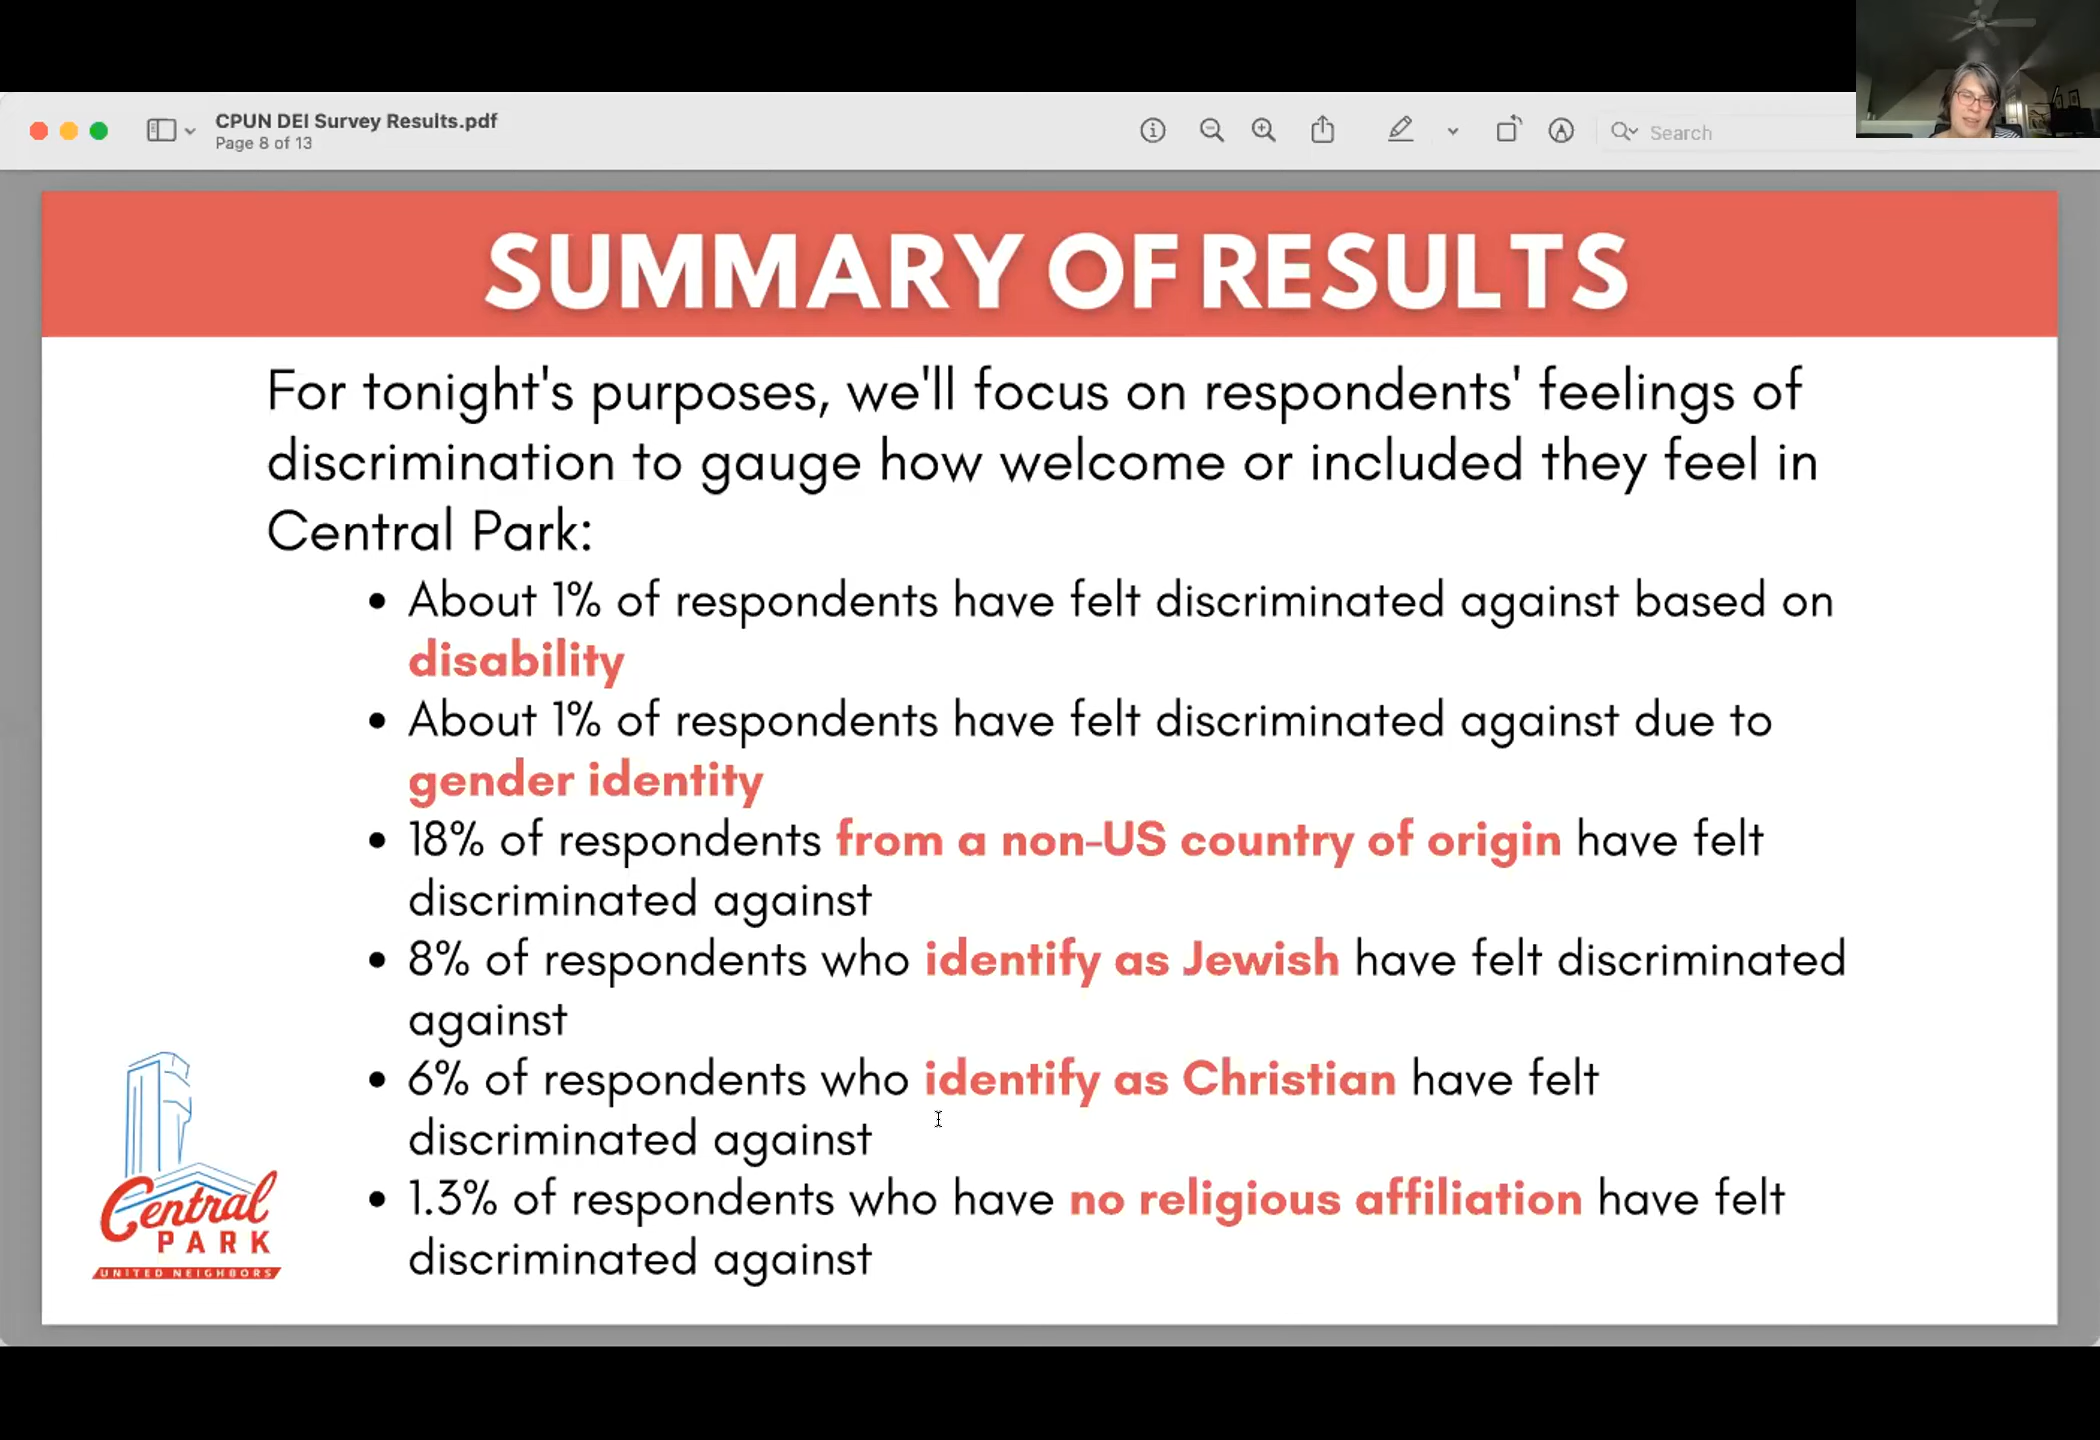 CPUN DEI Survey Results.pdf
Page 8 of 13
Search
SUMMARY OF RESULTS
For tonight's purposes, we'll focus on respondents' feelings of
discrimination to gauge how welcome or included they feel in
Central Park:
• About 1% of respondents have felt discriminated against based on
disability
• About 1% of respondents have felt discriminated against due to
gender identity
• 18% of respondents from a non-US country of origin have felt
discriminated against
• 8% of respondents who identify as Jewish have felt discriminated
against
• 6% of respondents who identify as Christian have felt
discriminated against
• 1.3% of respondents who have no religious affiliation have felt
discriminated against
Central
PARK
UNITED NEIGHBORS